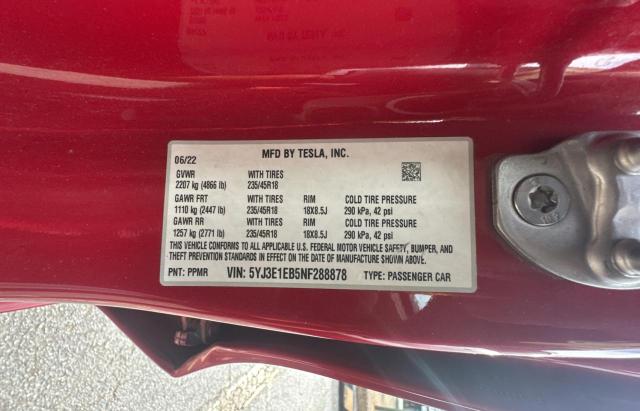 06/22 MFD BY TESLA, INC.
GVWR WITH TIRES
2207 kg (4866 lb) 235/45R18
GAWR FRT WITH TIRES RIM COLD TIRE PRESSURE
1110 kg (2447 lb) 235/45R18 18X8.5J 290 kPa, 42 psi
GAWR RR WITH TIRES RIM COLD TIRE PRESSURE
1257 kg (2771 lb) 235/45R18 18X8.5J 290 kPa, 42 psi
THIS VEHICLE CONFORMS TO ALL APPLICABLE U.S. FEDERAL MOTOR VEHICLE SAFETY, BUMPER, AND
THEFT PREVENTION STANDARDS IN EFFECT ON THE DATE OF MANUFACTURE SHOWN ABOVE.
PNT: PPMR VIN: 5YJ3E1EB5NF288878 TYPE: PASSENGER CAR